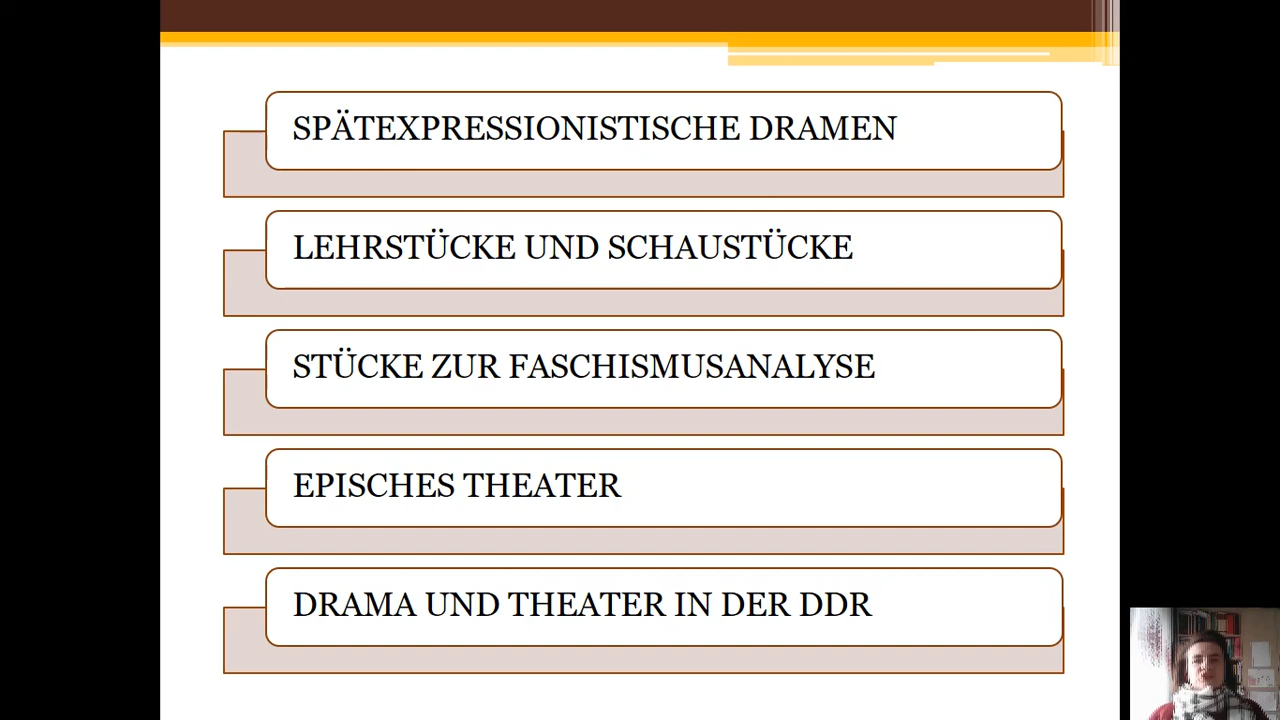 SPÄTEXPRESSIONISTISCHE DRAMEN
LEHRSTÜCKE UND SCHAUSTÜCKE
STÜCKE ZUR FASCHISMUSANALYSE
EPISCHES THEATER
DRAMA UND THEATER IN DER DDR